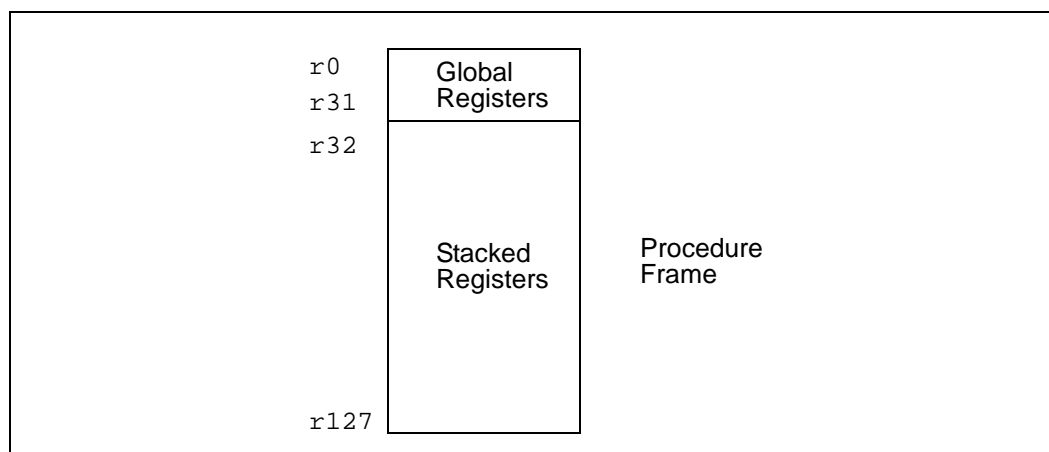 r0
Global
Registers
r31
r32
Stacked
Registers
Procedure
Frame
r127